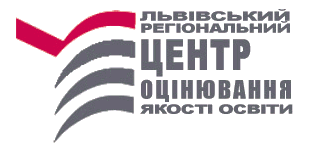 ЛЬВІВСЬКИЙ
РЕГІОНАЛЬНИЙ
ЦЕНТР
ОЦІНЮВАННЯ
ЯКОСТІ ОСВІТИ